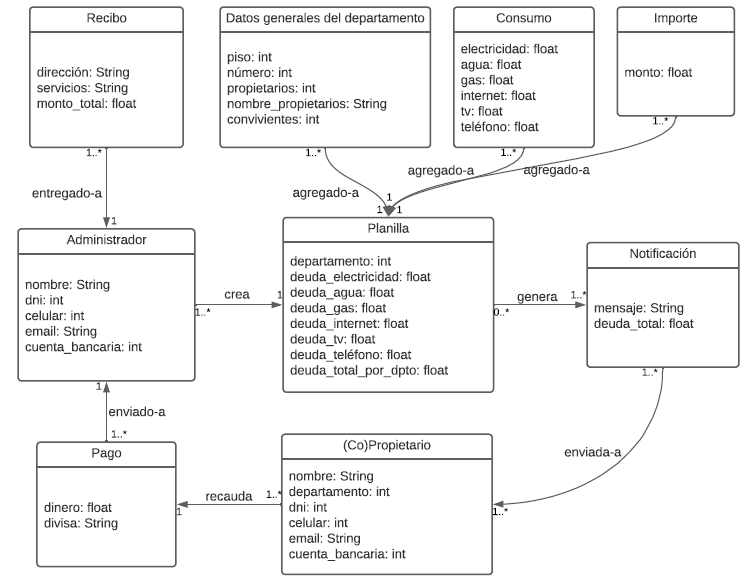 Recibo
dirección: String
servicios: String
monto_total: float
Datos generales del departamento
piso: int
número: int
propietarios: int
nombre_propietarios: String
convivientes: int
Consumo
electricidad: float
agua: float
gas: float
internet: float
tv: float
teléfono: float
Importe
monto: float
1..*
1..*
1..*
1..*
entregado-a
agregado-a
agregado-a
agregado-a
1
1
1
1
Administrador
nombre: String
dni: int
celular: int
email: String
cuenta_bancaria: int
crea
1..*
1
Planilla
departamento: int
deuda_electricidad: float
deuda_agua: float
deuda_gas: float
deuda_internet: float
deuda_tv: float
deuda_teléfono: float
deuda_total_por_dpto: float
genera
0..*
1..*
Notificación
mensaje: String
deuda_total: float
1..*
enviada-a
1..*
1
enviado-a
1..*
Pago
dinero: float
divisa: String
recauda
1
1..*
(Co)Propietario
nombre: String
departamento: int
dni: int
celular: int
email: String
cuenta_bancaria: int